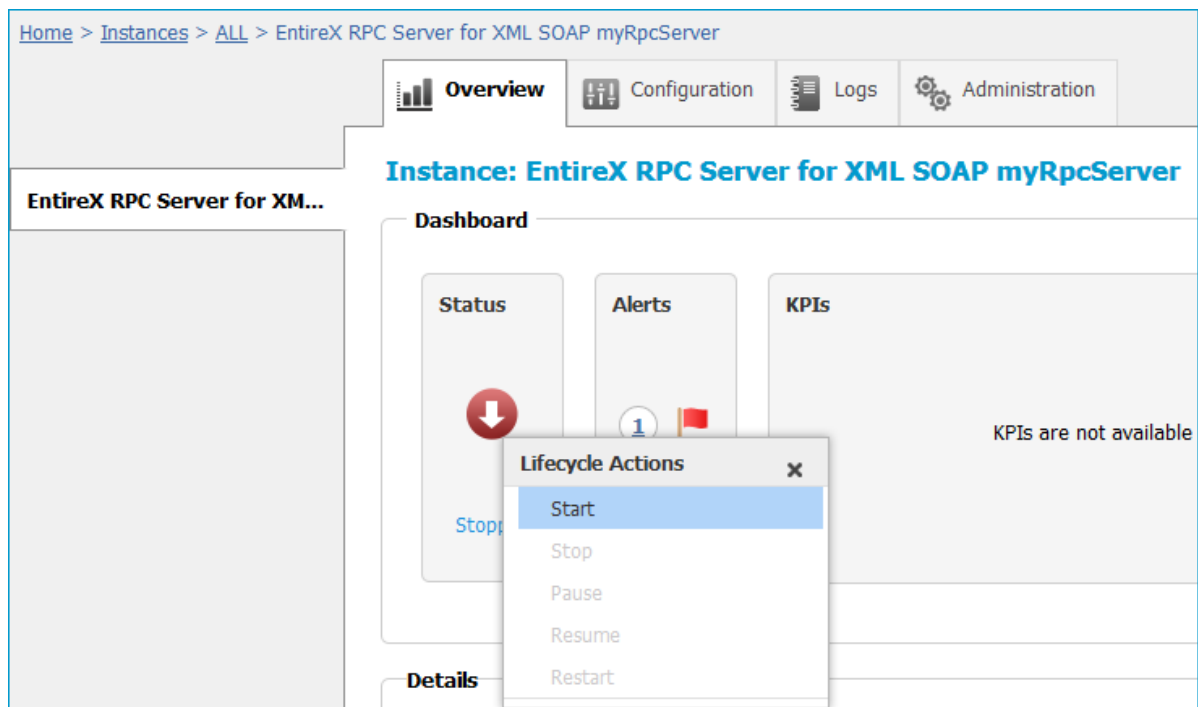 Home > Instances > ALL > EntireX RPC Server for XML SOAP myRpcServer
Overview Configuration Logs Administration
EntireX RPC Server for XM...
Instance: EntireX RPC Server for XML SOAP myRpcServer
Dashboard
Status Alerts KPIs
1
KPIs are not available
Lifecycle Actions
Start
Stopp
Stop
Pause
Resume
Restart
Details